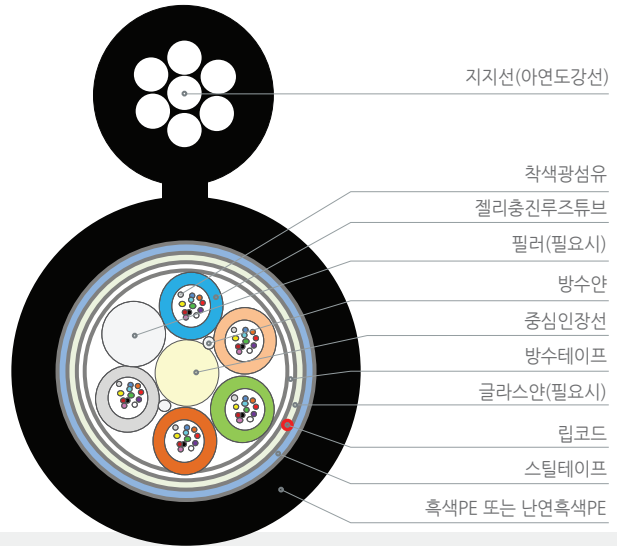 지지선(아연도강선)
착색광섬유
젤리충진루즈튜브
필러(필요시)
방수얀
중심인장선
방수테이프
글라스얀(필요시)
립코드
스틸테이프
흑색PE 또는 난연흑색PE